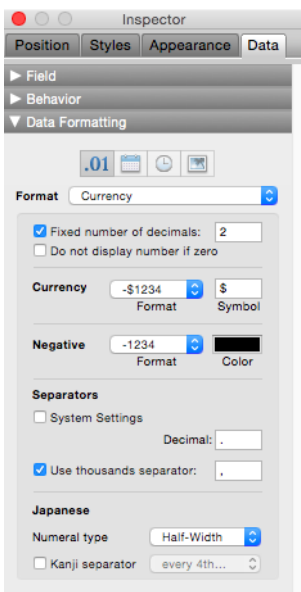 Inspector
Position Styles Appearance Data
Field
Behavior
Data Formatting
.01
Format Currency
Fixed number of decimals: 2
Do not display number if zero
Currency -$1234 $
Format Symbol
Negative -1234
Format Color
Separators
System Settings
Decimal: .
Use thousands separator: ,
Japanese
Numeral type Half-Width
Kanji separator every 4th...